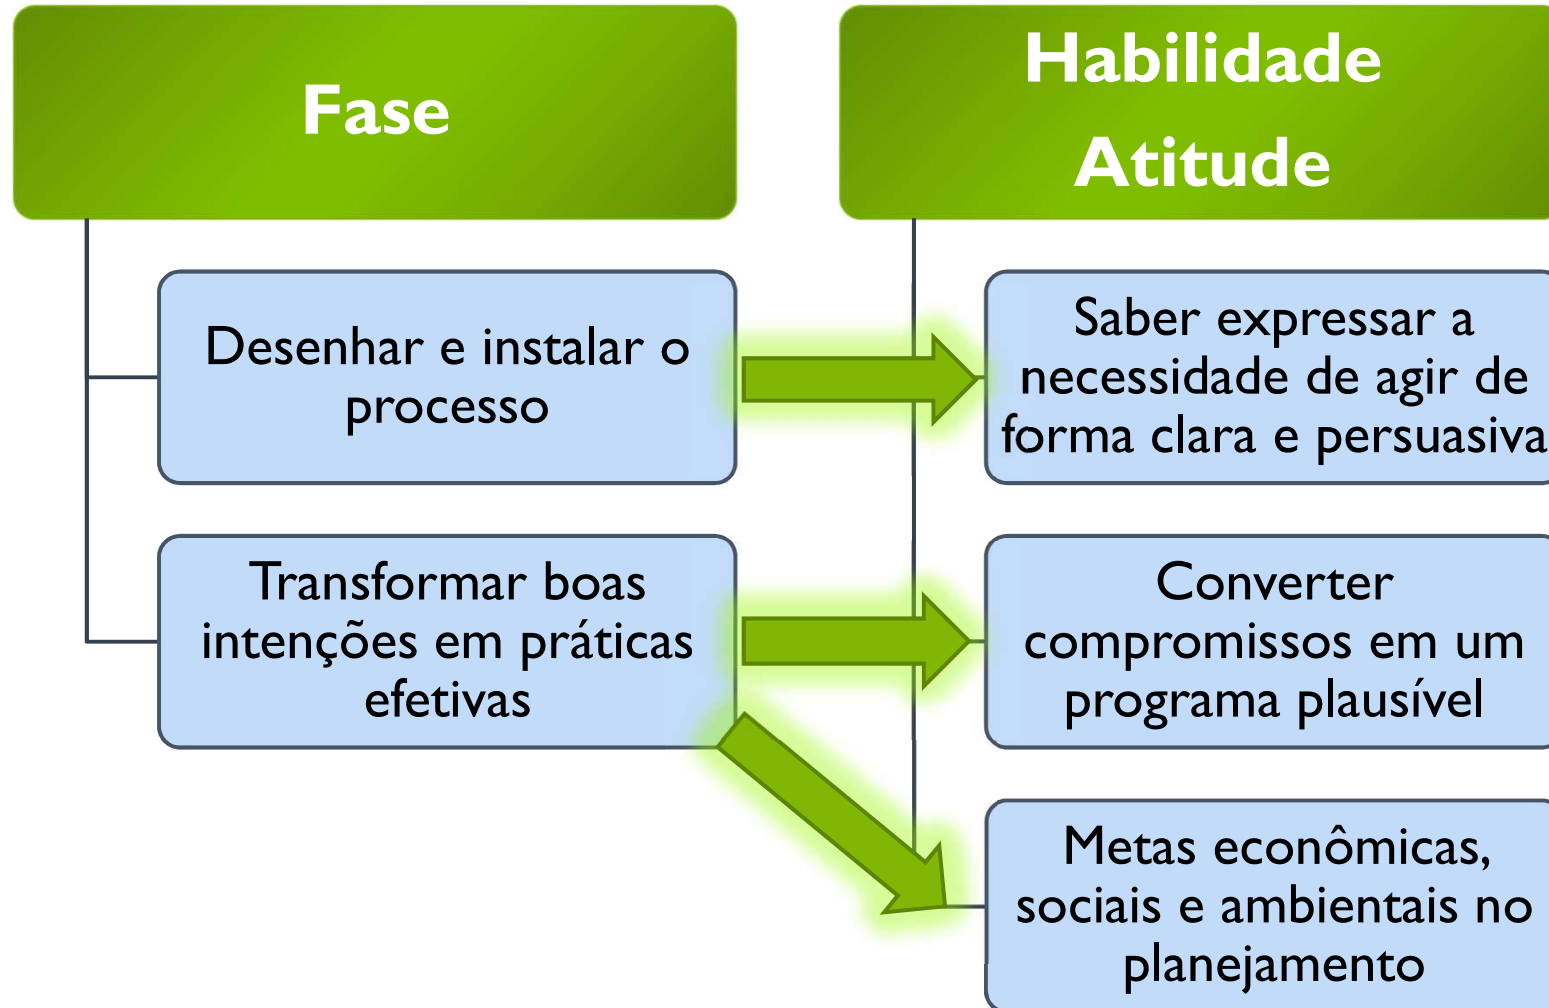 Fase
Habilidade
Atitude
Desenhar e instalar o
processo
Saber expressar a
necessidade de agir de
forma clara e persuasiva
Transformar boas
intenções em práticas
efetivas
Converter
compromissos em um
programa plausível
Metas econômicas,
sociais e ambientais no
planejamento